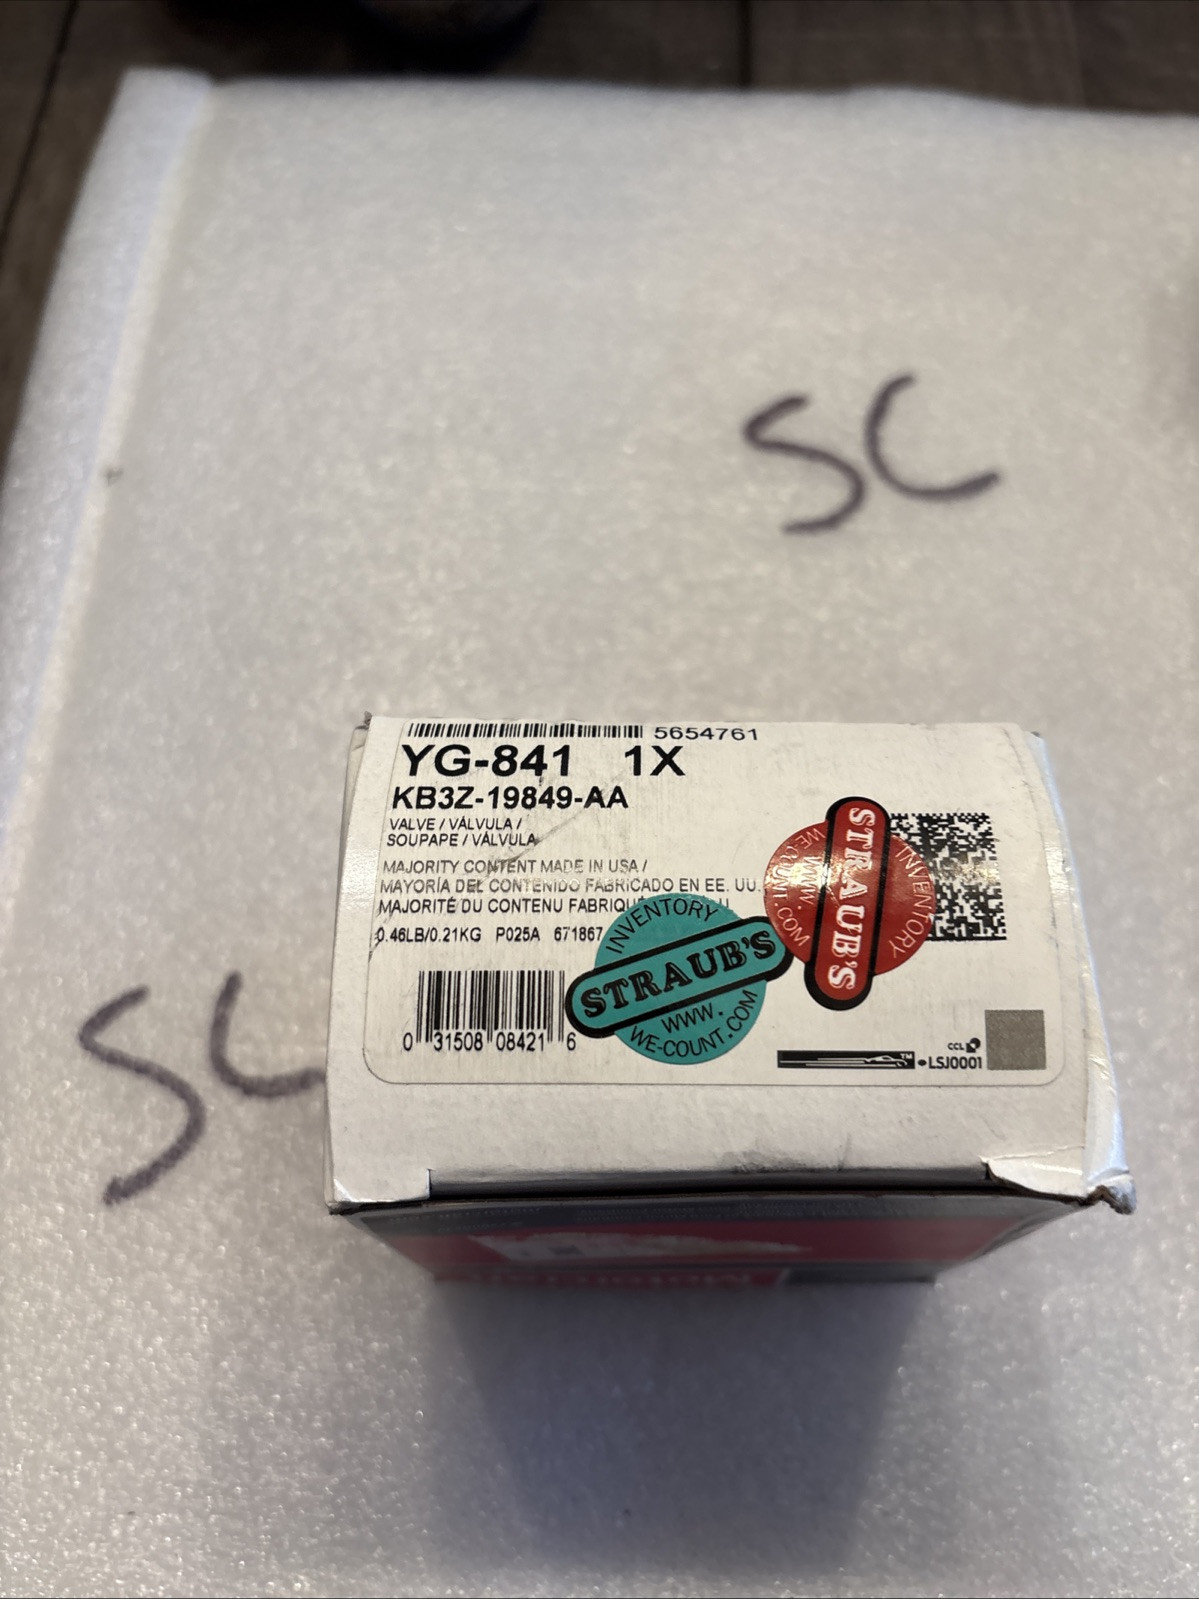 SC
5654761
YG-841 1X
KB3Z-19849-AA
VALVE / VÁLVULA /
SOUPAPE / VÁLVULA
MAJORITY CONTENT MADE IN USA /
MAYORÍA DEL CONTENIDO FABRICADO EN EE. UU.
MAJORITÉ DU CONTENU FABRIQUÉ
0.46LB/0.21KG P025A 671867
0 31508 08421 6
INVENTORY
STRAUB'S
WWW.
WE-COUNT.COM
INVENTORY
STRAUB'S
WWW.
WE-COUNT.COM
CCL
LSJ0001
TM
SC
Motorcraft